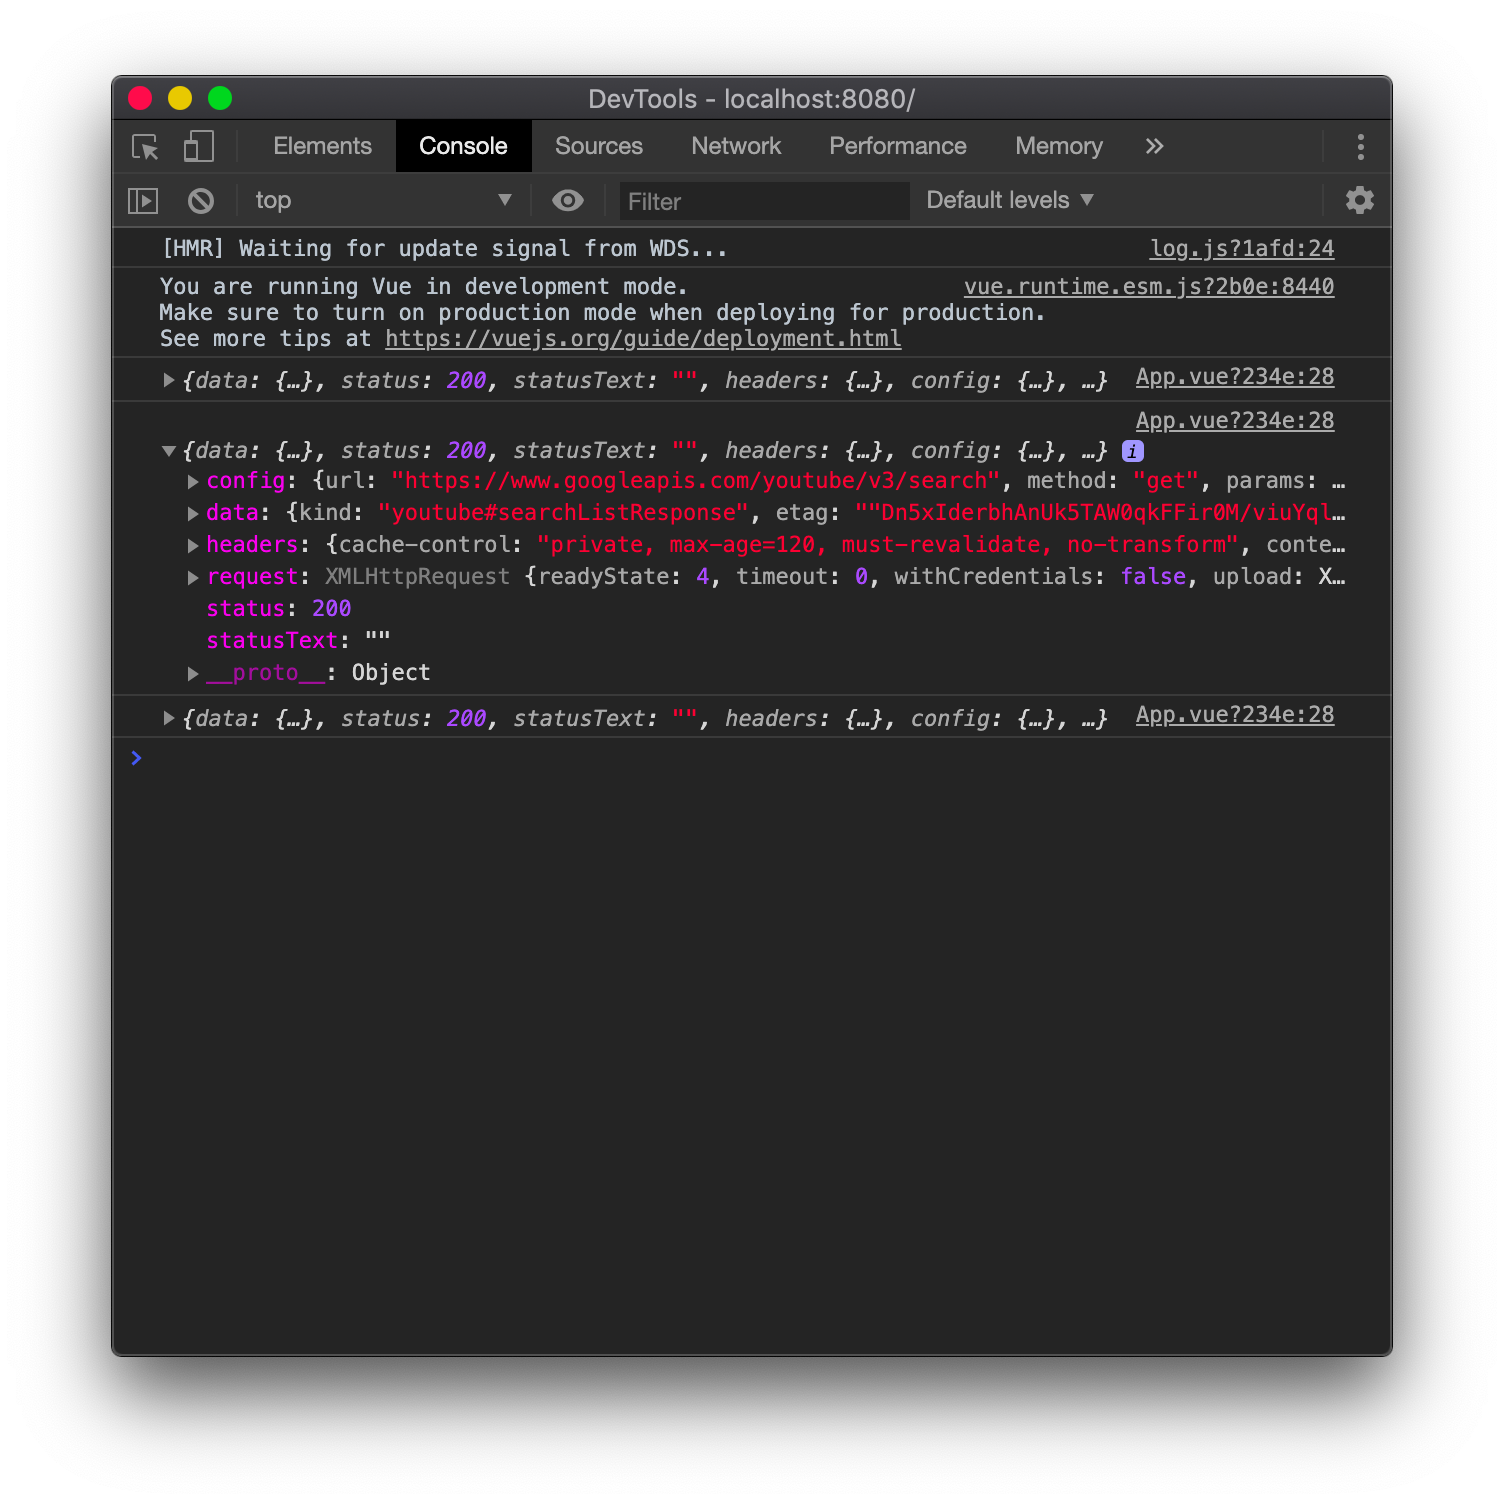 DevTools - localhost:8080/
Elements Console Sources Network Performance Memory »
top ▼ Filter Default levels ▼
[HMR] Waiting for update signal from WDS... log.js?1afd:24
You are running Vue in development mode. vue.runtime.esm.js?2b0e:8440
Make sure to turn on production mode when deploying for production.
See more tips at https://vuejs.org/guide/deployment.html
▶{data: {…}, status: 200, statusText: "", headers: {…}, config: {…}, …} App.vue?234e:28
App.vue?234e:28
▼{data: {…}, status: 200, statusText: "", headers: {…}, config: {…}, …} i
▶config: {url: "https://www.googleapis.com/youtube/v3/search", method: "get", params: …
▶data: {kind: "youtube#searchListResponse", etag: ""Dn5xIderbhAnUk5TAW0qkFFir0M/viuYql…
▶headers: {cache-control: "private, max-age=120, must-revalidate, no-transform", conte…
▶request: XMLHttpRequest {readyState: 4, timeout: 0, withCredentials: false, upload: X…
status: 200
statusText: ""
▶__proto__: Object
▶{data: {…}, status: 200, statusText: "", headers: {…}, config: {…}, …} App.vue?234e:28
>